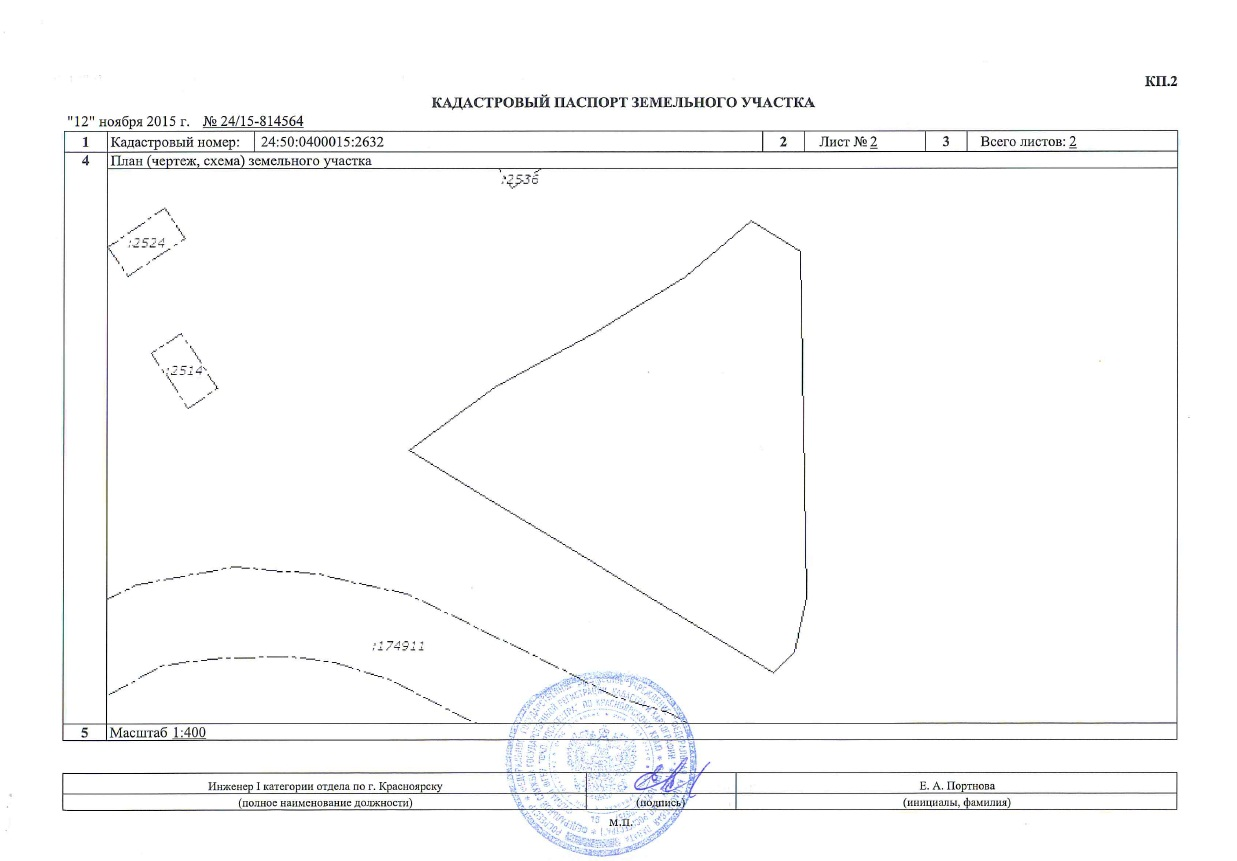 КП.2
КАДАСТРОВЫЙ ПАСПОРТ ЗЕМЕЛЬНОГО УЧАСТКА
"12" ноября 2015 г. № 24/15-814564
1 Кадастровый номер: 24:50:0400015:2632 2 Лист № 2 3 Всего листов: 2
4 План (чертеж, схема) земельного участка
:2536
:2524
:2514
:174911
5 Масштаб 1:400
Инженер I категории отдела по г. Красноярску Е. А. Портнова
(полное наименование должности) (подпись) (инициалы, фамилия)
М.П.